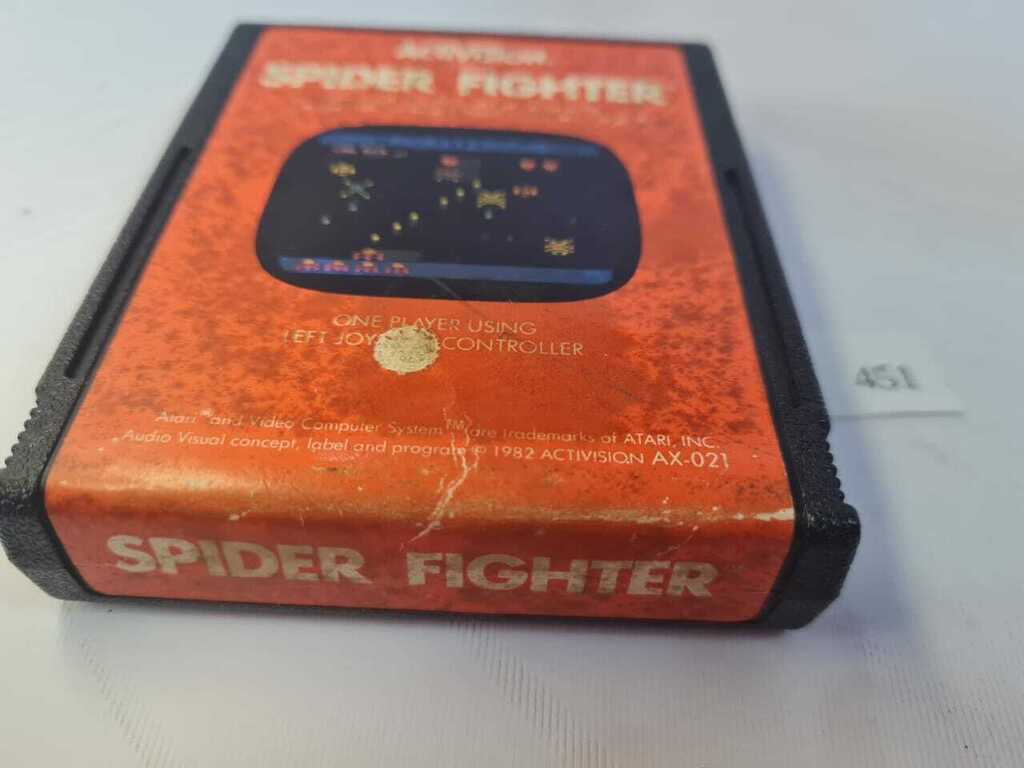 ACTIVISION
SPIDER FIGHTER
ONE PLAYER USING
LEFT CONTROLLER
Atari® and Video Computer System™ are trademarks of ATARI, INC.
Audio Visual concept, label and program © 1982 ACTIVISION AX-021
SPIDER FIGHTER
451